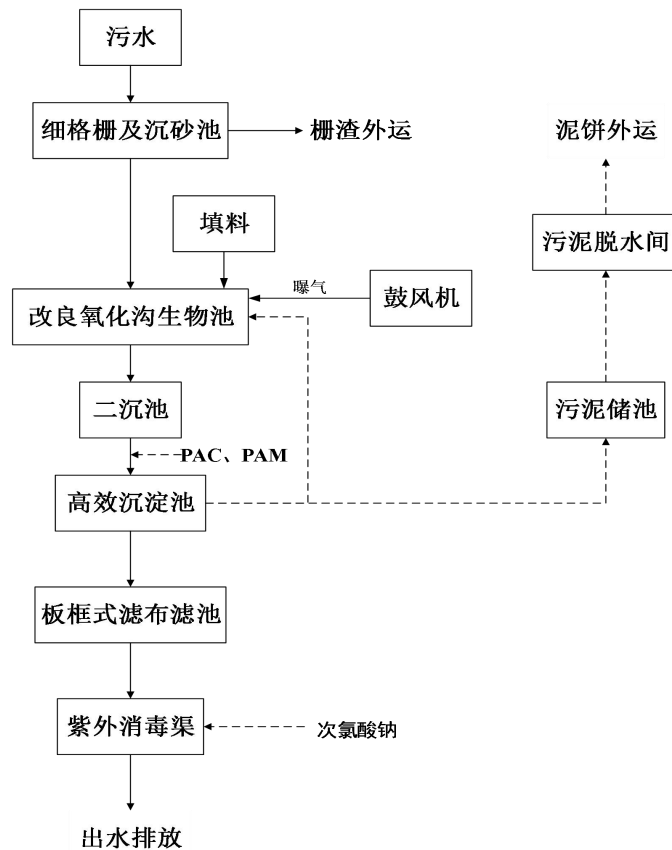 污水
细格栅及沉砂池
栅渣外运
泥饼外运
填料
污泥脱水间
曝气
鼓风机
改良氧化沟生物池
二沉池
污泥储池
PAC、PAM
高效沉淀池
板框式滤布滤池
紫外消毒渠
次氯酸钠
出水排放